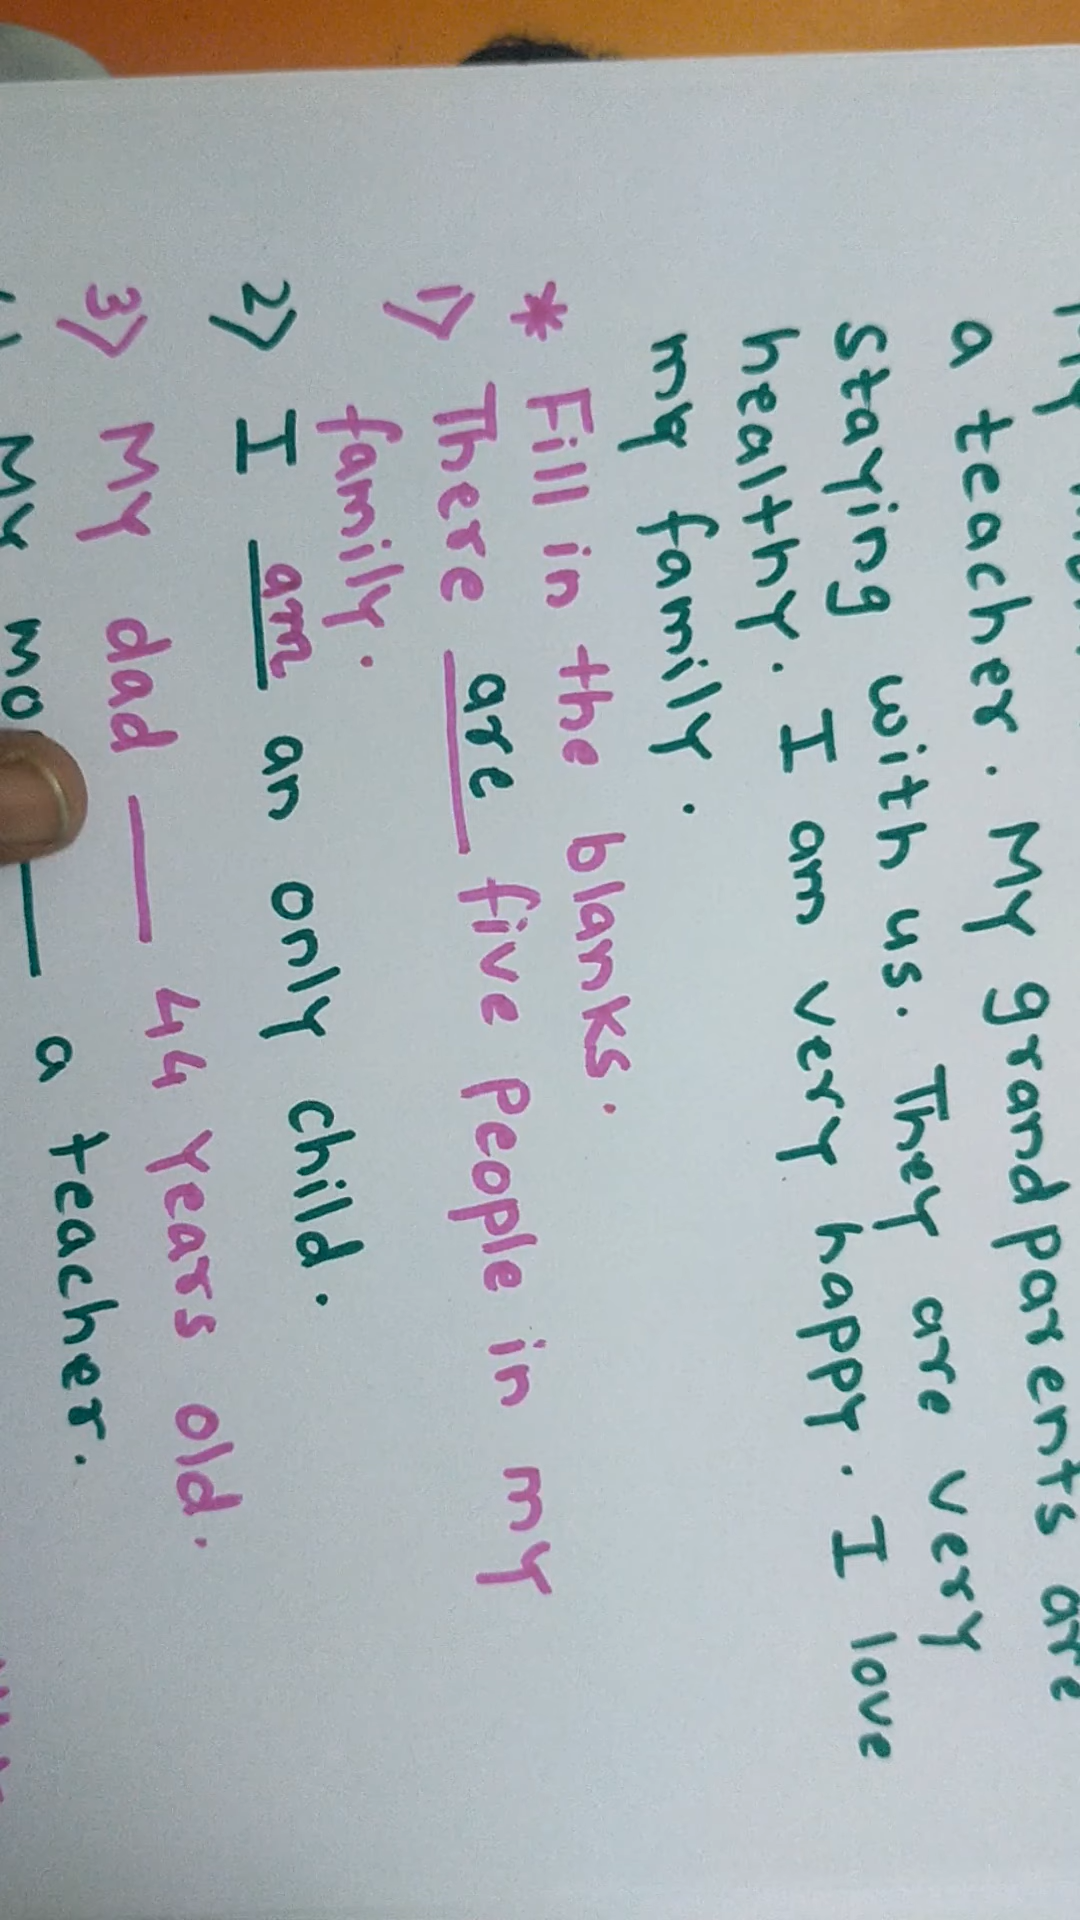 a teacher. My grandparents are
staying with us. They are very
healthy. I am very happy. I love
my family.
* Fill in the blanks.
1) There are five people in my
family.
2) I am an only child.
3) My dad ____ 44 years old.
My mo ____ a teacher.